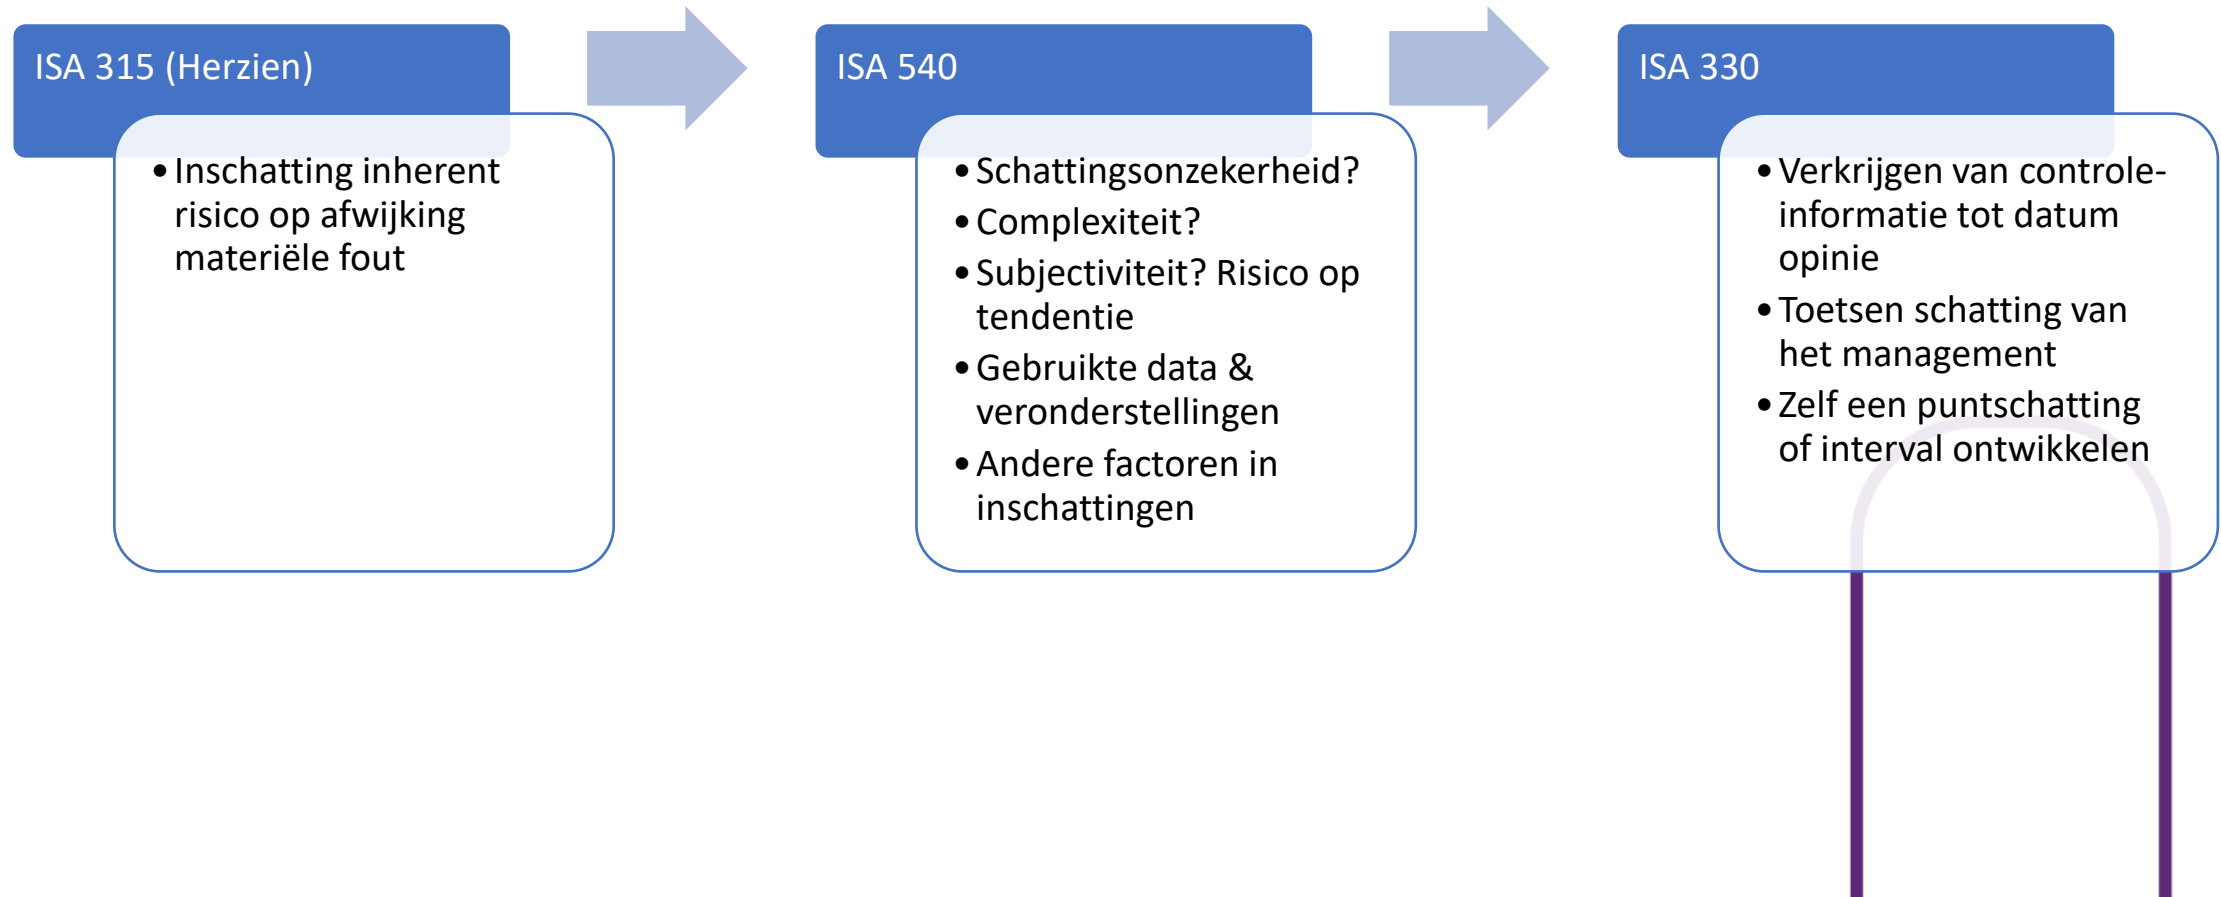 ISA 315 (Herzien)
• Inschatting inherent
risico op afwijking
materiële fout
ISA 540
• Schattingsonzekerheid?
• Complexiteit?
• Subjectiviteit? Risico op
tendentie
• Gebruikte data &
veronderstellingen
• Andere factoren in
inschattingen
ISA 330
• Verkrijgen van controle-
informatie tot datum
opinie
• Toetsen schatting van
het management
• Zelf een puntschatting
of interval ontwikkelen